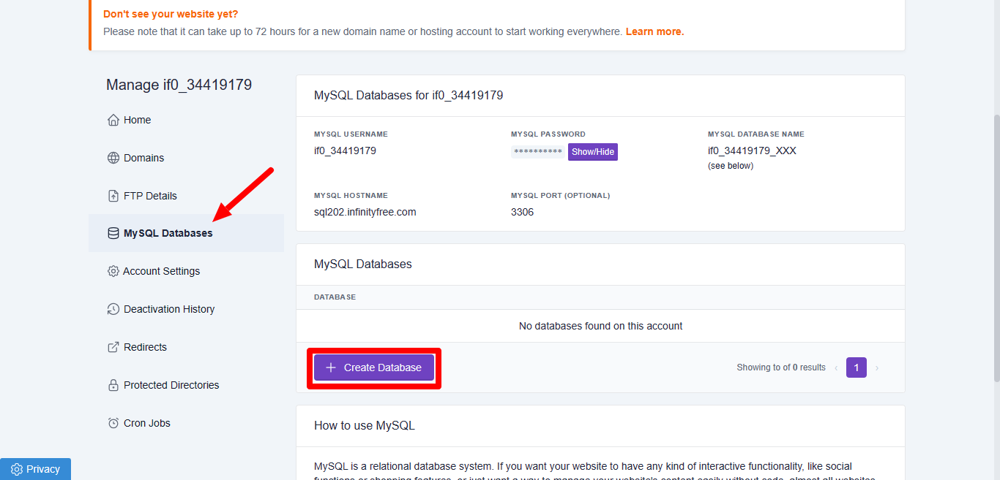 Don't see your website yet?
Please note that it can take up to 72 hours for a new domain name or hosting account to start working everywhere. Learn more.
Manage if0_34419179
Home
Domains
FTP Details
MySQL Databases
Account Settings
Deactivation History
Redirects
Protected Directories
Cron Jobs
MySQL Databases for if0_34419179
MYSQL USERNAME
if0_34419179
MYSQL PASSWORD
********** Show/Hide
MYSQL DATABASE NAME
if0_34419179_XXX
(see below)
MYSQL HOSTNAME
sql202.infinityfree.com
MYSQL PORT (OPTIONAL)
3306
MySQL Databases
DATABASE
No databases found on this account
Create Database
Showing to of 0 results ‹ 1 ›
How to use MySQL
MySQL is a relational database system. If you want your website to have any kind of interactive functionality, like social
functions or shopping features, or just want a way to manage your website's content easily without code, almost all websites
Privacy